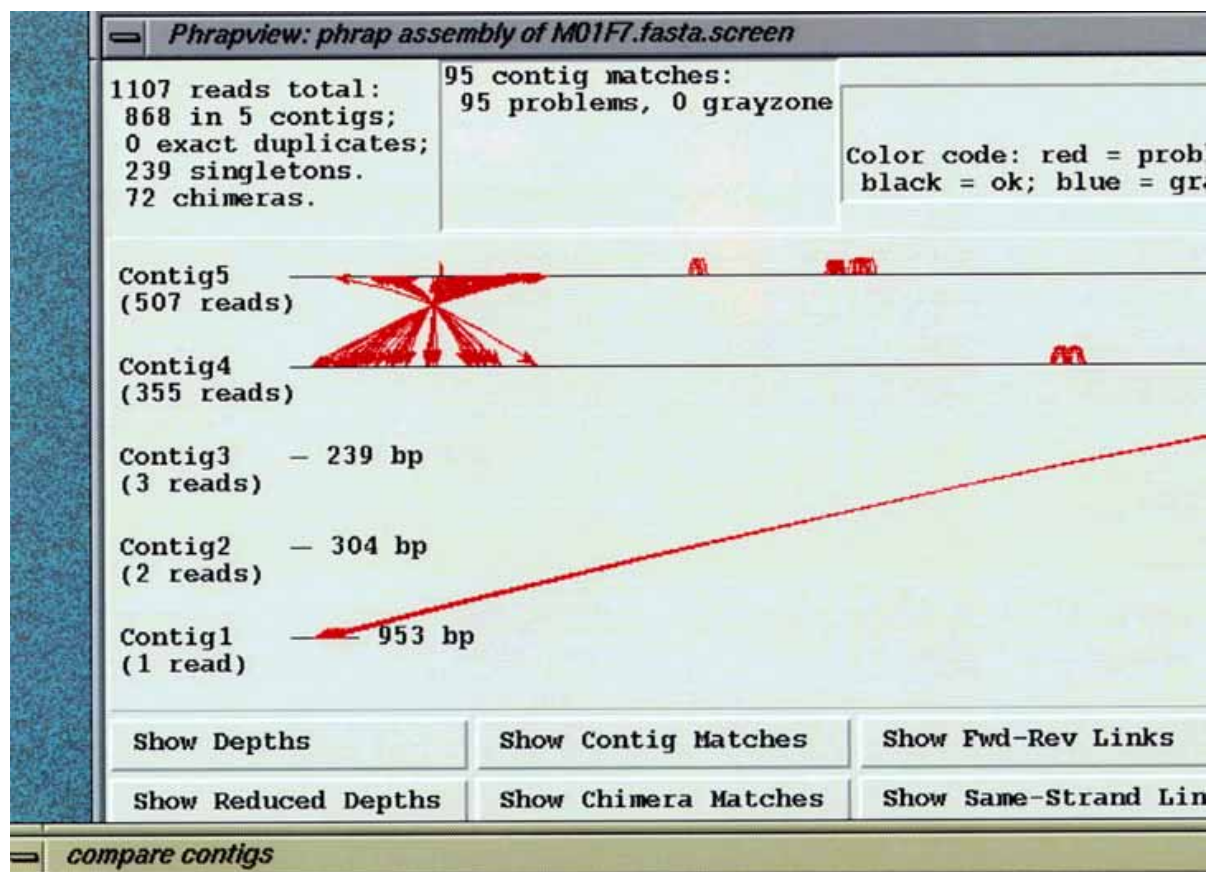 Phrapview: phrap assembly of M01F7.fasta.screen
1107 reads total:
868 in 5 contigs;
0 exact duplicates;
239 singletons.
72 chimeras.
95 contig matches:
95 problems, 0 grayzone
Color code: red =
black = ok; blue =
Contig5
(507 reads)
Contig4
(355 reads)
Contig3 239 bp
(3 reads)
Contig2 304 bp
(2 reads)
Contig1 953 bp
(1 read)
Show Depths Show Contig Matches Show Fwd-Rev Links
Show Reduced Depths Show Chimera Matches Show Same-Strand
compare contigs